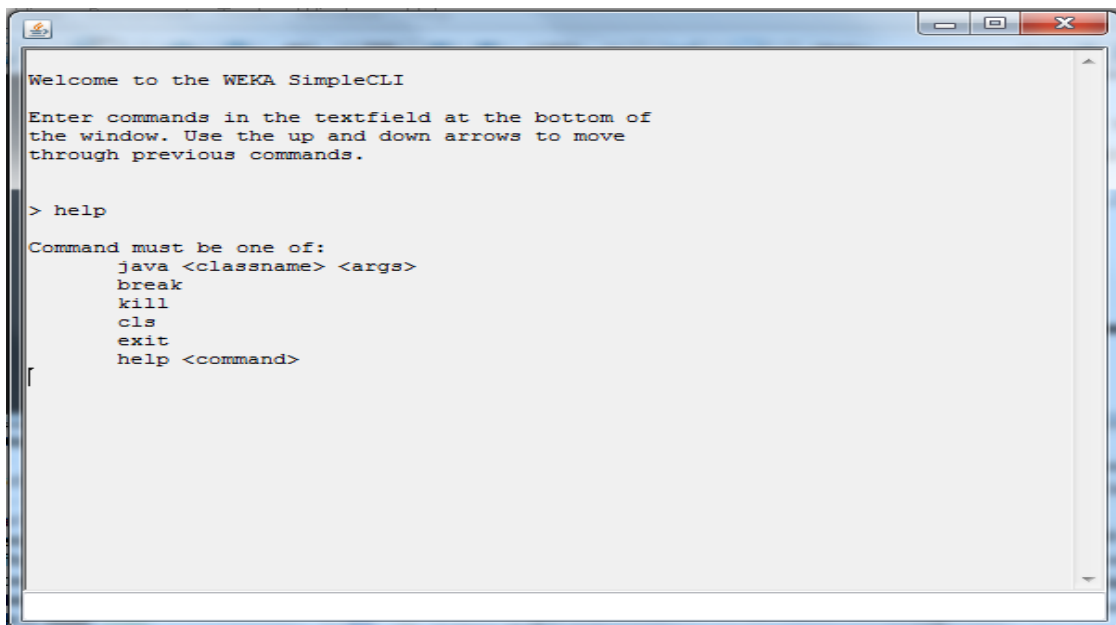 Welcome to the WEKA SimpleCLI
Enter commands in the textfield at the bottom of
the window. Use the up and down arrows to move
through previous commands.
> help
Command must be one of:
java <classname> <args>
break
kill
cls
exit
help <command>